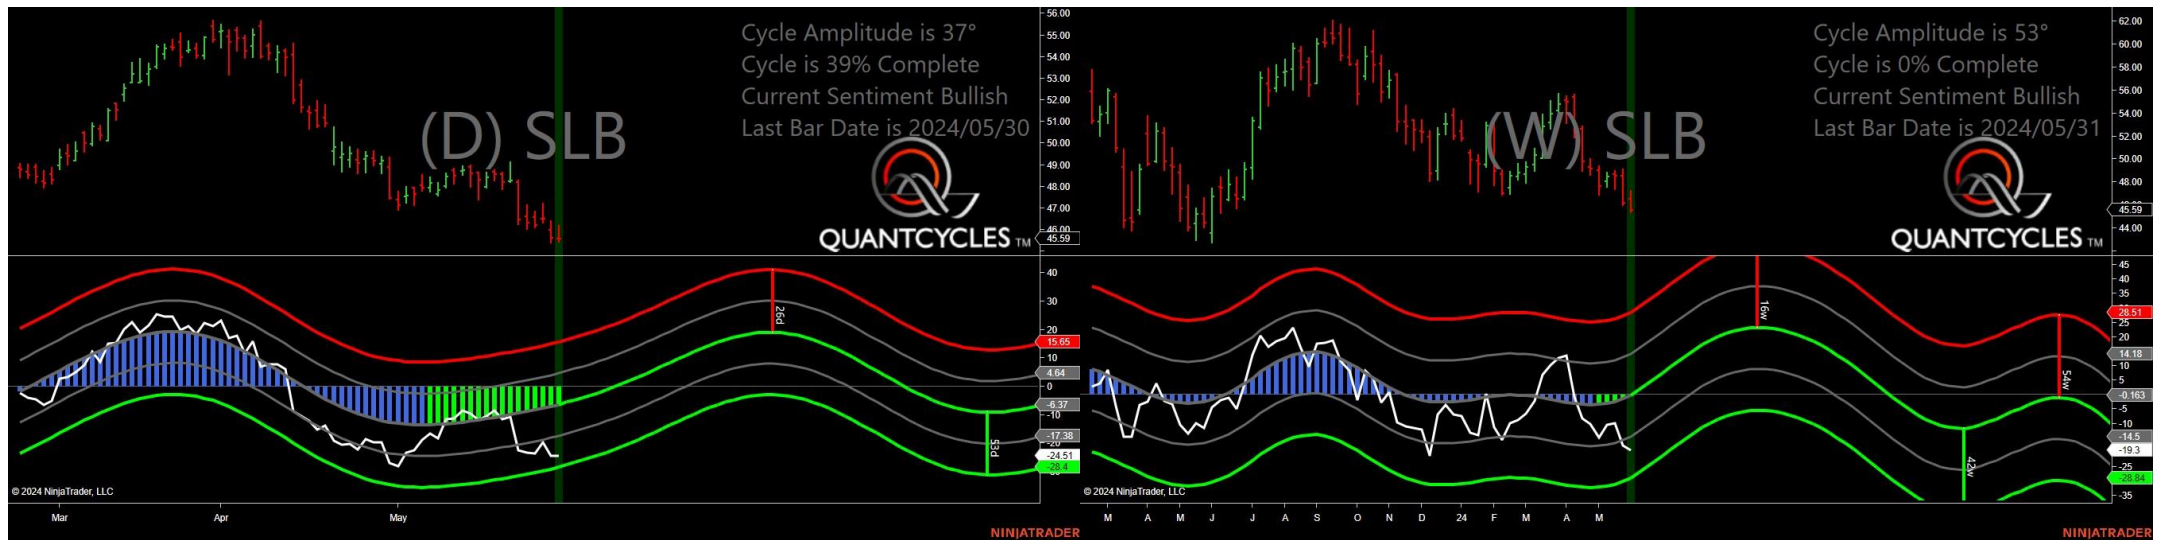 Cycle Amplitude is 37°
Cycle is 39% Complete
Current Sentiment Bullish
Last Bar Date is 2024/05/30
(D) SLB
QUANTCYCLES TM
56.00
55.00
54.00
53.00
52.00
51.00
50.00
49.00
48.00
47.00
46.00
45.59
40
30
20
15.65
10
4.64
0
-6.37
-10
-17.38
-20
-24.51
-28.4
26d
53d
© 2024 NinjaTrader, LLC
Mar Apr May
NINJATRADER
Cycle Amplitude is 53°
Cycle is 0% Complete
Current Sentiment Bullish
Last Bar Date is 2024/05/31
(W) SLB
QUANTCYCLES TM
62.00
60.00
58.00
56.00
54.00
52.00
50.00
48.00
45.59
44.00
45
40
35
28.51
25
20
14.18
10
5
-0.163
-5
-10
-14.5
-19.3
-25
-28.84
-35
16w
54w
42w
© 2024 NinjaTrader, LLC
M A M J J A S O N D 24 F M A M
NINJATRADER